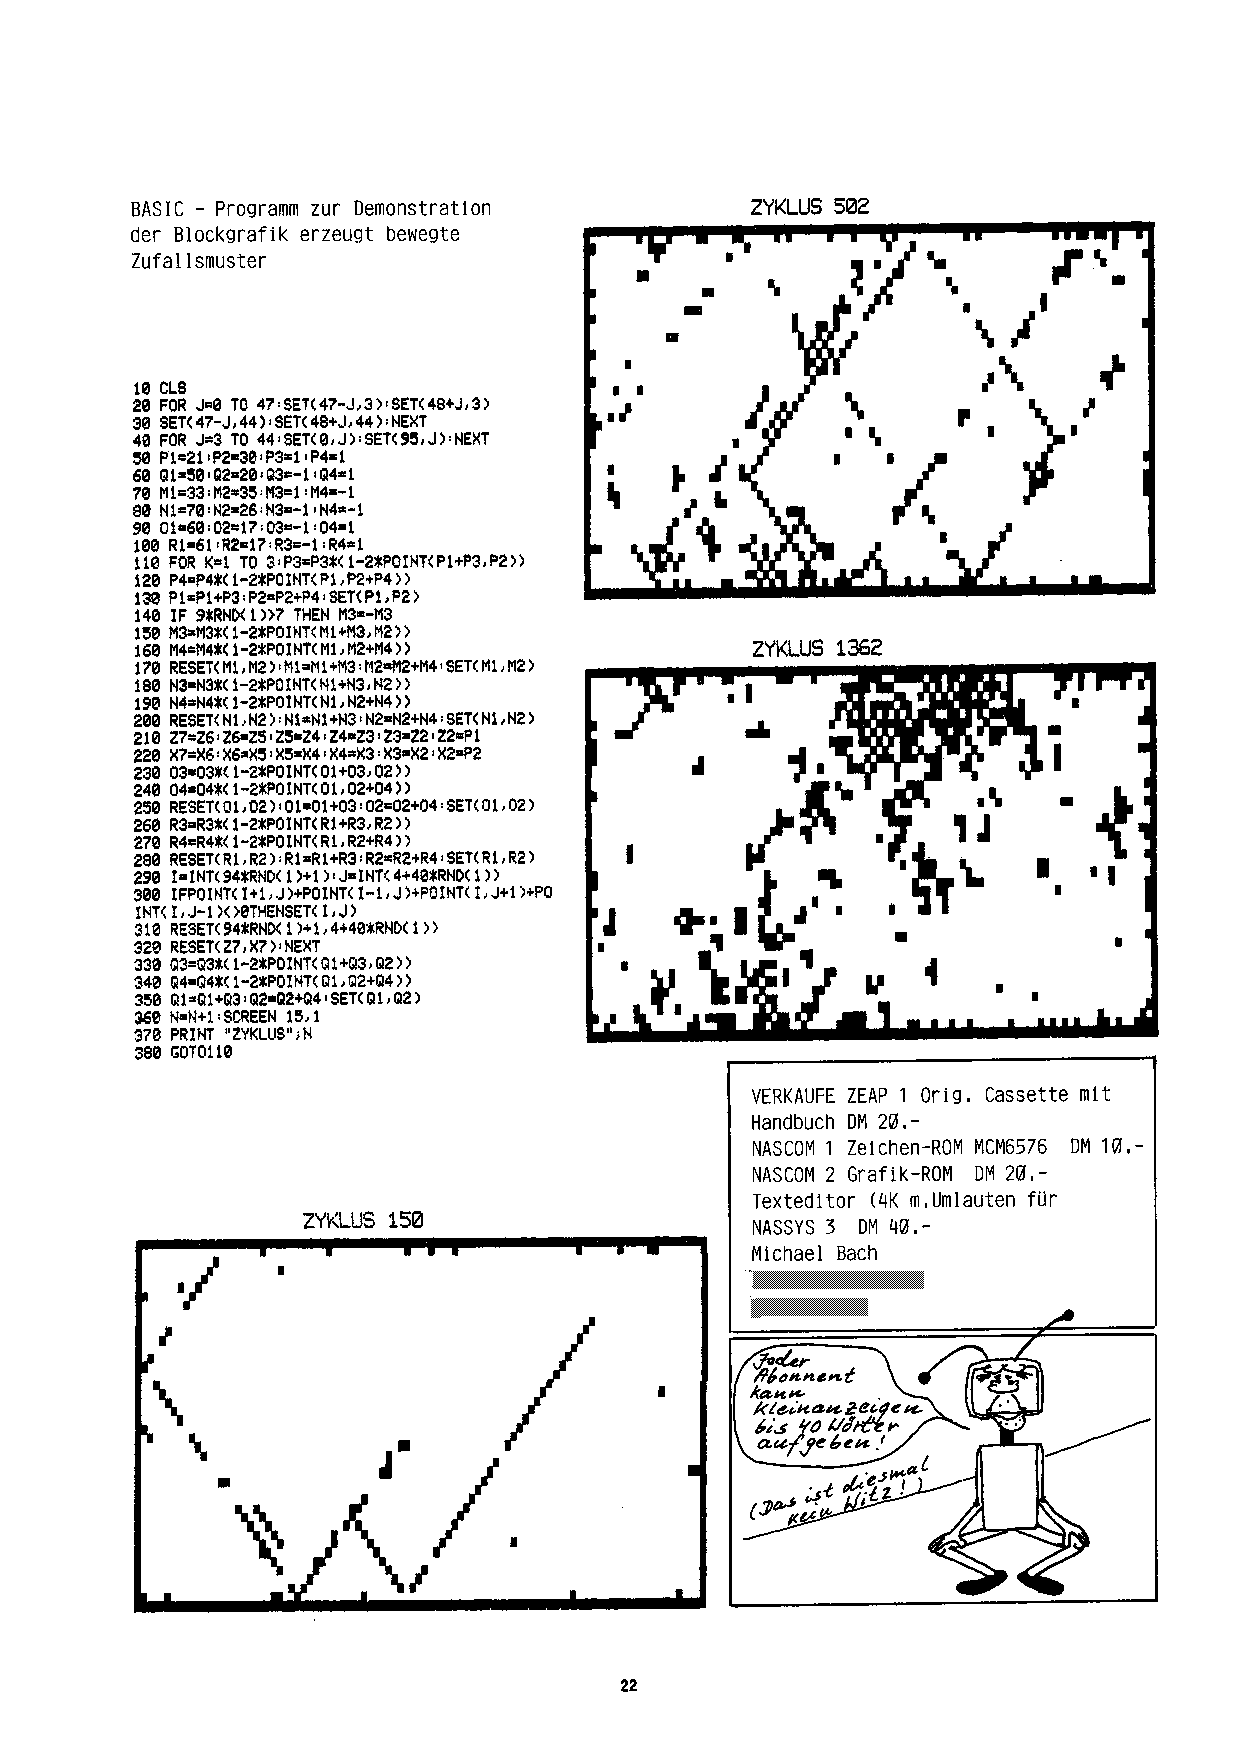 BASIC - Programm zur Demonstration
der Blockgrafik erzeugt bewegte
Zufallsmuster
10 CLS
20 FOR J=0 TO 47:SET(47-J,3):SET(48+J,3)
30 SET(47-J,44):SET(48+J,44):NEXT
40 FOR J=3 TO 44:SET(0,J):SET(95,J):NEXT
50 P1=21:P2=30:P3=1:P4=1
60 Q1=50:Q2=20:Q3=-1:Q4=1
70 M1=33:M2=35:M3=1:M4=-1
80 N1=70:N2=26:N3=-1:N4=-1
90 O1=60:O2=17:O3=-1:O4=1
100 R1=61:R2=17:R3=-1:R4=1
110 FOR K=1 TO 3:P3=P3*(1-2*POINT(P1+P3,P2))
120 P4=P4*(1-2*POINT(P1,P2+P4))
130 P1=P1+P3:P2=P2+P4:SET(P1,P2)
140 IF 9*RND(1)>7 THEN M3=-M3
150 M3=M3*(1-2*POINT(M1+M3,M2))
160 M4=M4*(1-2*POINT(M1,M2+M4))
170 RESET(M1,M2):M1=M1+M3:M2=M2+M4:SET(M1,M2)
180 N3=N3*(1-2*POINT(N1+N3,N2))
190 N4=N4*(1-2*POINT(N1,N2+N4))
200 RESET(N1,N2):N1=N1+N3:N2=N2+N4:SET(N1,N2)
210 Z7=Z6:Z6=Z5:Z5=Z4:Z4=Z3:Z3=Z2:Z2=P1
220 X7=X6:X6=X5:X5=X4:X4=X3:X3=X2:X2=P2
230 O3=O3*(1-2*POINT(O1+O3,O2))
240 O4=O4*(1-2*POINT(O1,O2+O4))
250 RESET(O1,O2):O1=O1+O3:O2=O2+O4:SET(O1,O2)
260 R3=R3*(1-2*POINT(R1+R3,R2))
270 R4=R4*(1-2*POINT(R1,R2+R4))
280 RESET(R1,R2):R1=R1+R3:R2=R2+R4:SET(R1,R2)
290 I=INT(94*RND(1)+1):J=INT(4+40*RND(1))
300 IFPOINT(I+1,J)+POINT(I-1,J)+POINT(I,J+1)+PO
INT(I,J-1)<>0THENSET(I,J)
310 RESET(94*RND(1)+1,4+40*RND(1))
320 RESET(Z7,X7):NEXT
330 Q3=Q3*(1-2*POINT(Q1+Q3,Q2))
340 Q4=Q4*(1-2*POINT(Q1,Q2+Q4))
350 Q1=Q1+Q3:Q2=Q2+Q4:SET(Q1,Q2)
360 N=N+1:SCREEN 15,1
370 PRINT "ZYKLUS";N
380 GOTO110
ZYKLUS 502
ZYKLUS 1362
ZYKLUS 150
VERKAUFE ZEAP 1 Orig. Cassette mit
Handbuch DM 20.-
NASCOM 1 Zeichen-ROM MCM6576 DM 10.-
NASCOM 2 Grafik-ROM DM 20.-
Texteditor (4K m.Umlauten für
NASSYS 3 DM 40.-
Michael Bach
Jeder
Abonnent
kann
Kleinanzeigen
bis 40 Wörter
aufgeben!
(Das ist diesmal
kein Witz!)
22